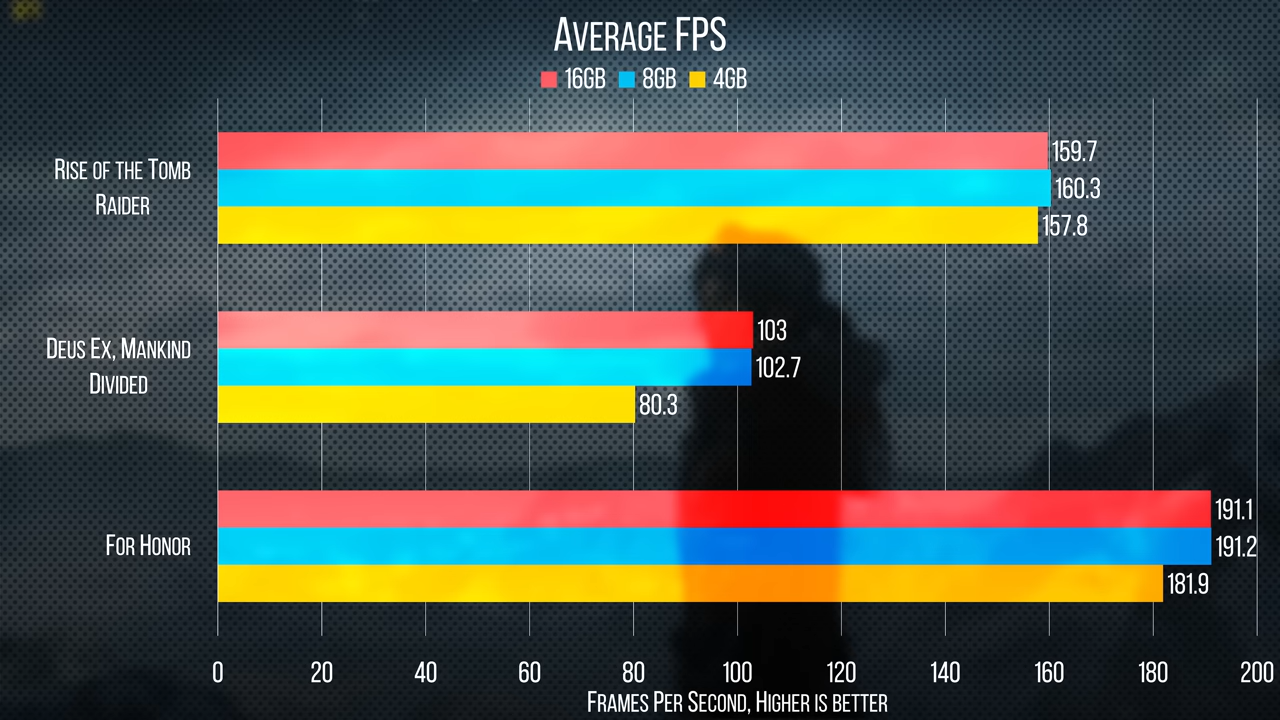 Average FPS
16GB 8GB 4GB
Rise of the Tomb
Raider
159.7
160.3
157.8
Deus Ex, Mankind
Divided
103
102.7
80.3
For Honor
191.1
191.2
181.9
0 20 40 60 80 100 120 140 160 180 200
Frames Per Second, Higher is better